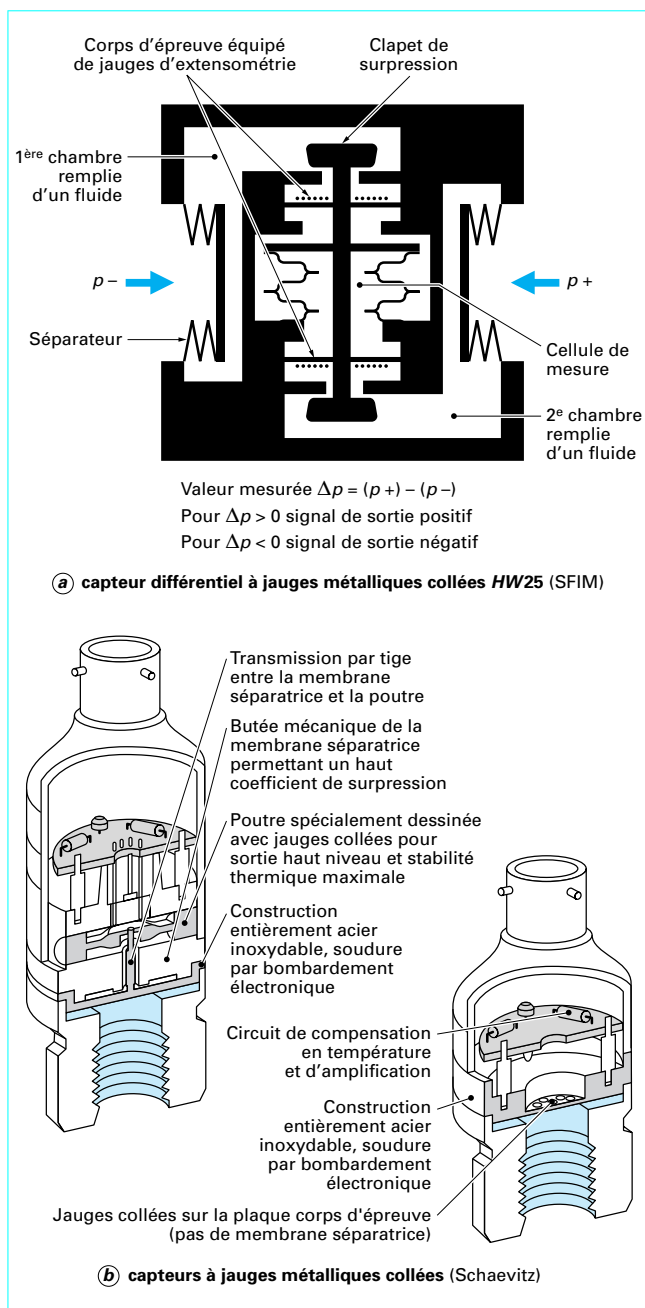 Corps d'épreuve équipé
de jauges d'extensométrie
Clapet de
surpression
1ère chambre
remplie
d'un fluide
p –
p +
Séparateur
Cellule de
mesure
2e chambre
remplie
d'un fluide
Valeur mesurée Δp = (p +) – (p –)
Pour Δp > 0 signal de sortie positif
Pour Δp < 0 signal de sortie négatif
a capteur différentiel à jauges métalliques collées HW25 (SFIM)
Transmission par tige
entre la membrane
séparatrice et la poutre
Butée mécanique de la
membrane séparatrice
permettant un haut
coefficient de surpression
Poutre spécialement dessinée
avec jauges collées pour
sortie haut niveau et stabilité
thermique maximale
Construction
entièrement acier
inoxydable, soudure
par bombardement
électronique
Circuit de compensation
en température
et d'amplification
Construction
entièrement acier
inoxydable, soudure
par bombardement
électronique
Jauges collées sur la plaque corps d'épreuve
(pas de membrane séparatrice)
b capteurs à jauges métalliques collées (Schaevitz)